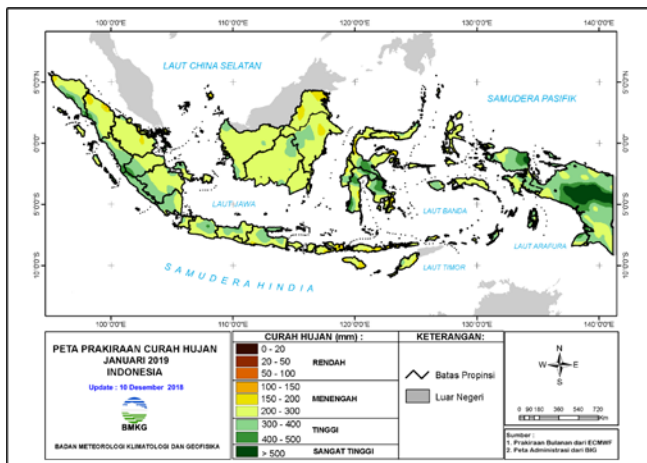 100°0'0"E 110°0'0"E 120°0'0"E 130°0'0"E 140°0'0"E
LAUT CHINA SELATAN
SAMUDERA PASIFIK
5°0'0"N
0°0'0"
5°0'0"S
10°0'0"S
LAUT JAWA
LAUT BANDA
LAUT ARAFURA
LAUT TIMOR
SAMUDERA HINDIA
100°0'0"E 110°0'0"E 120°0'0"E 130°0'0"E 140°0'0"E
PETA PRAKIRAAN CURAH HUJAN
JANUARI 2019
INDONESIA
Update : 10 Desember 2018
BMKG
BADAN METEOROLOGI KLIMATOLOGI DAN GEOFISIKA
CURAH HUJAN (mm) :
0 - 20
20 - 50
50 - 100
RENDAH
100 - 150
150 - 200
200 - 300
MENENGAH
300 - 400
400 - 500
TINGGI
> 500
SANGAT TINGGI
KETERANGAN:
Batas Propinsi
Luar Negeri
N
W E
S
0 90 180 360 540 720
Km
Sumber :
1. Prakiraan Bulanan dari ECMWF
2. Peta Administrasi dari BIG